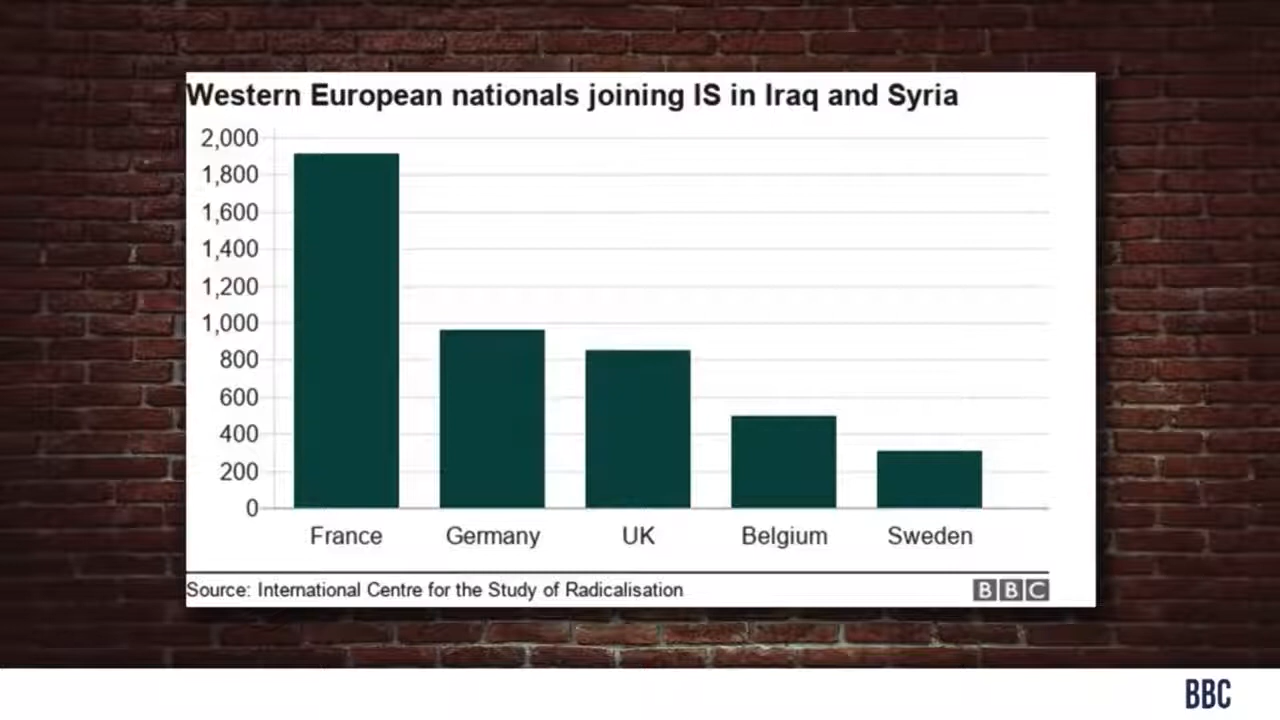 Western European nationals joining IS in Iraq and Syria
2,000
1,800
1,600
1,400
1,200
1,000
800
600
400
200
0
France Germany UK Belgium Sweden
Source: International Centre for the Study of Radicalisation
BBC
BBC